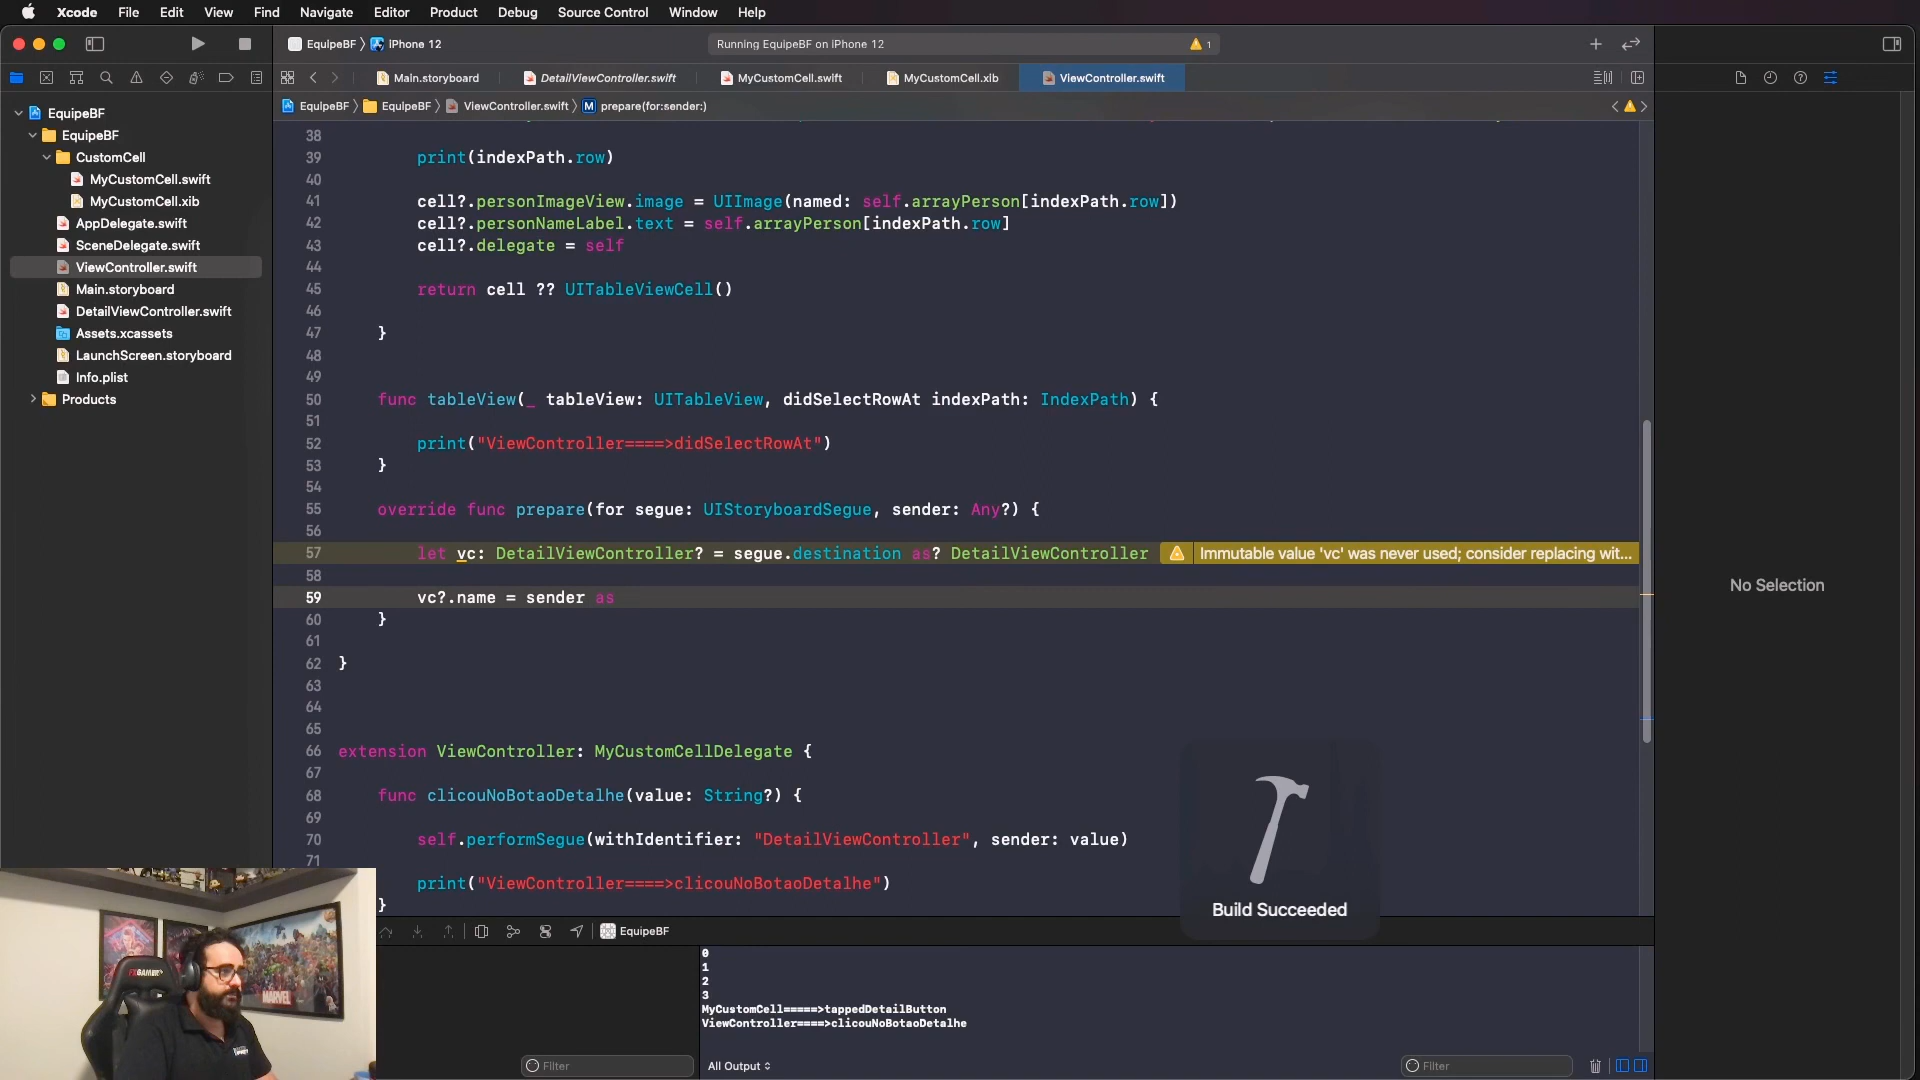 Xcode File Edit View Find Navigate Editor Product Debug Source Control Window Help
EquipeBF iPhone 12
Running EquipeBF on iPhone 12
1
Main.storyboard
DetailViewController.swift
MyCustomCell.swift
MyCustomCell.xib
ViewController.swift
EquipeBF EquipeBF ViewController.swift M prepare(for:sender:)
EquipeBF
EquipeBF
CustomCell
MyCustomCell.swift
MyCustomCell.xib
AppDelegate.swift
SceneDelegate.swift
ViewController.swift
Main.storyboard
DetailViewController.swift
Assets.xcassets
LaunchScreen.storyboard
Info.plist
Products
38
39 print(indexPath.row)
40
41 cell?.personImageView.image = UIImage(named: self.arrayPerson[indexPath.row])
42 cell?.personNameLabel.text = self.arrayPerson[indexPath.row]
43 cell?.delegate = self
44
45 return cell ?? UITableViewCell()
46
47 }
48
49
50 func tableView(_ tableView: UITableView, didSelectRowAt indexPath: IndexPath) {
51
52 print("ViewController====>didSelectRowAt")
53 }
54
55 override func prepare(for segue: UIStoryboardSegue, sender: Any?) {
56
57 let vc: DetailViewController? = segue.destination as? DetailViewController Immutable value 'vc' was never used; consider replacing wit...
58
59 vc?.name = sender as
60 }
61
62 }
63
64
65
66 extension ViewController: MyCustomCellDelegate {
67
68 func clicouNoBotaoDetalhe(value: String?) {
69
70 self.performSegue(withIdentifier: "DetailViewController", sender: value)
71
print("ViewController====>clicouNoBotaoDetalhe")
}
Build Succeeded
No Selection
EquipeBF
0
1
2
3
MyCustomCell=====>tappedDetailButton
ViewController====>clicouNoBotaoDetalhe
Filter
All Output
Filter
FXGAMER
MARVEL